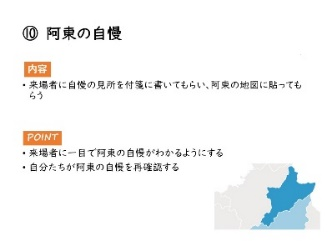 ⑩ 阿東の自慢
内容
• 来場者に自慢の見所を付箋に書いてもらい、阿東の地図に貼っても
らう
POINT
• 来場者に一目で阿東の自慢がわかるようにする
• 自分たちが阿東の自慢を再確認する